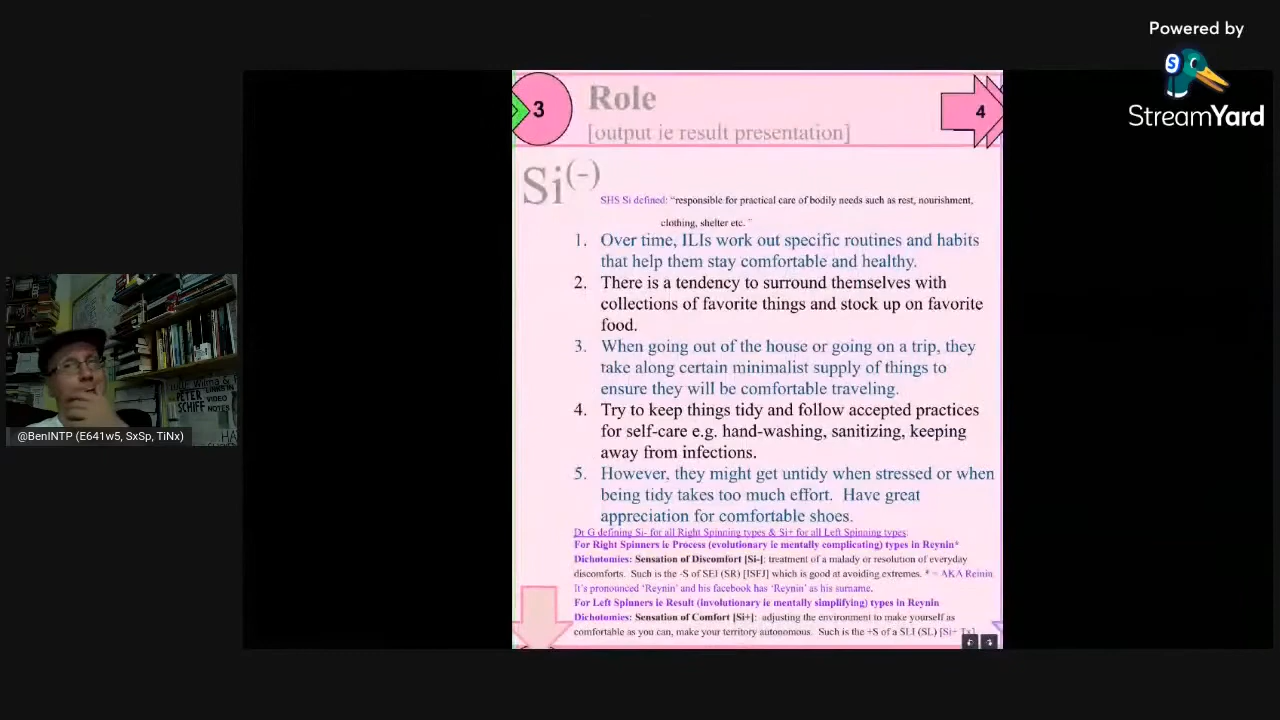 Powered by
StreamYard
3
Role
4
[output ie result presentation]
Si(-)
SHS Si defined: "responsible for practical care of bodily needs such as rest, nourishment,
clothing, shelter etc. "
1. Over time, ILIs work out specific routines and habits
that help them stay comfortable and healthy.
2. There is a tendency to surround themselves with
collections of favorite things and stock up on favorite
food.
3. When going out of the house or going on a trip, they
take along certain minimalist supply of things to
ensure they will be comfortable traveling.
4. Try to keep things tidy and follow accepted practices
for self-care e.g. hand-washing, sanitizing, keeping
away from infections.
5. However, they might get untidy when stressed or when
being tidy takes too much effort. Have great
appreciation for comfortable shoes.
Dr G defining Si- for all Right Spinning types & Si+ for all Left Spinning types.
For Right Spinners ie Process (evolutionary ie mentally complicating) types in Reynin*
Dichotomies: Sensation of Discomfort [Si-]: treatment of a malady or resolution of everyday
discomforts. Such is the -S of SEI (SR) [ISFJ] which is good at avoiding extremes. * = AKA Reinin.
It's pronounced 'Reynin' and his facebook has 'Reynin' as his surname.
For Left Spinners ie Result (involutionary ie mentally simplifying) types in Reynin
Dichotomies: Sensation of Comfort [Si+]: adjusting the environment to make yourself as
comfortable as you can, make your territory autonomous. Such is the +S of a SLI (SL) [Si+ Tx]
PETER
SCHIFF
LINKS IN
VIDEO
NOTES
@BenINTP (E641w5, SxSp, TiNx)